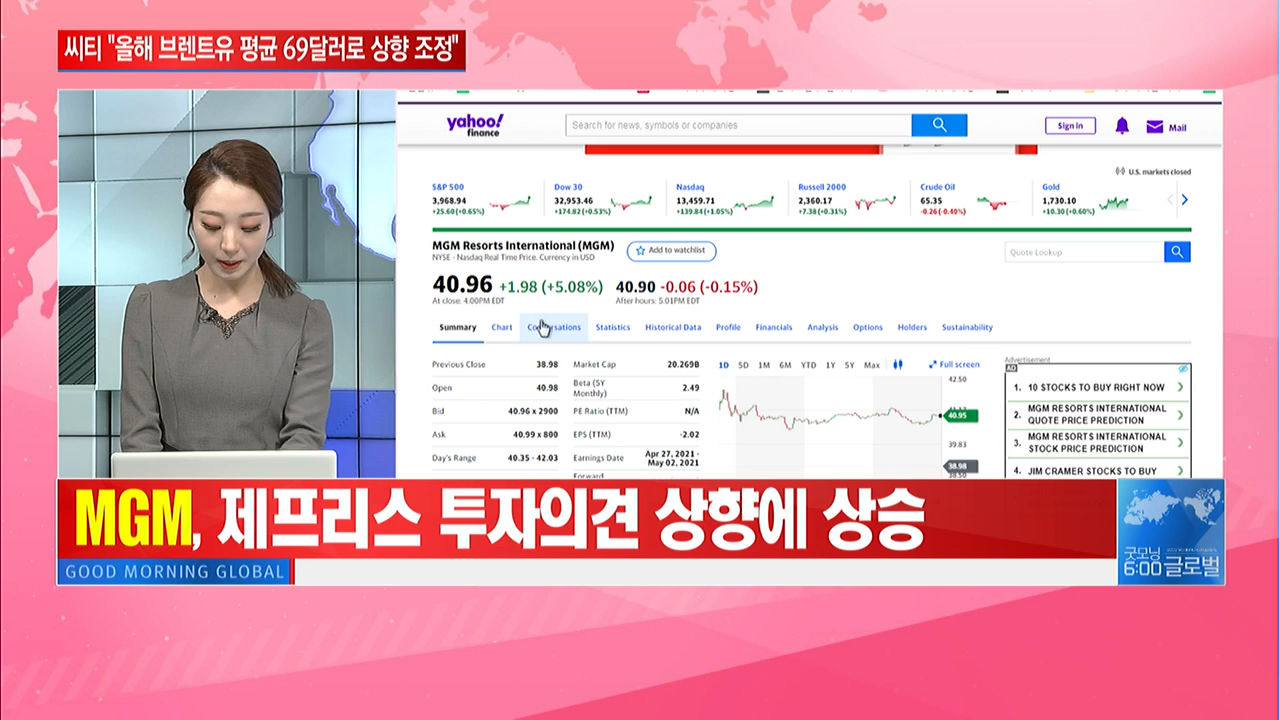 씨티 "올해 브렌트유 평균 69달러로 상향 조정"
yahoo!
finance
Search for news, symbols or companies
Sign in
Mail
U.S. markets closed
S&P 500 Dow 30 Nasdaq Russell 2000 Crude Oil Gold
3,968.94 32,953.46 13,459.71 2,360.17 65.35 1,730.10
+25.60 (+0.65%) +174.82 (+0.53%) +139.84 (+1.05%) +7.38 (+0.31%) -0.26 (-0.40%) +10.30 (+0.60%)
MGM Resorts International (MGM) Add to watchlist
NYSE - Nasdaq Real Time Price. Currency in USD
Quote Lookup
40.96 +1.98 (+5.08%) 40.90 -0.06 (-0.15%)
At close: 4:00PM EDT After hours: 5:01PM EDT
Summary Chart Statistics Historical Data Profile Financials Analysis Options Holders Sustainability
Previous Close 38.98 Market Cap 20.269B
Open 40.98 Beta (5Y Monthly) 2.49
Bid 40.96 x 2900 PE Ratio (TTM) N/A
Ask 40.99 x 800 EPS (TTM) -2.02
Day's Range 40.35 - 42.03 Earnings Date Apr 27, 2021 - May 02, 2021
Forward
1D 5D 1M 6M YTD 1Y 5Y Max Full screen
42.50
40.95
39.83
38.98
38.50
Advertisement
AD
1. 10 STOCKS TO BUY RIGHT NOW
2. MGM RESORTS INTERNATIONAL QUOTE PRICE PREDICTION
3. MGM RESORTS INTERNATIONAL STOCK PRICE PREDICTION
4. JIM CRAMER STOCKS TO BUY
MGM, 제프리스 투자의견 상향에 상승
GOOD MORNING GLOBAL
굿모닝
6:00 글로벌